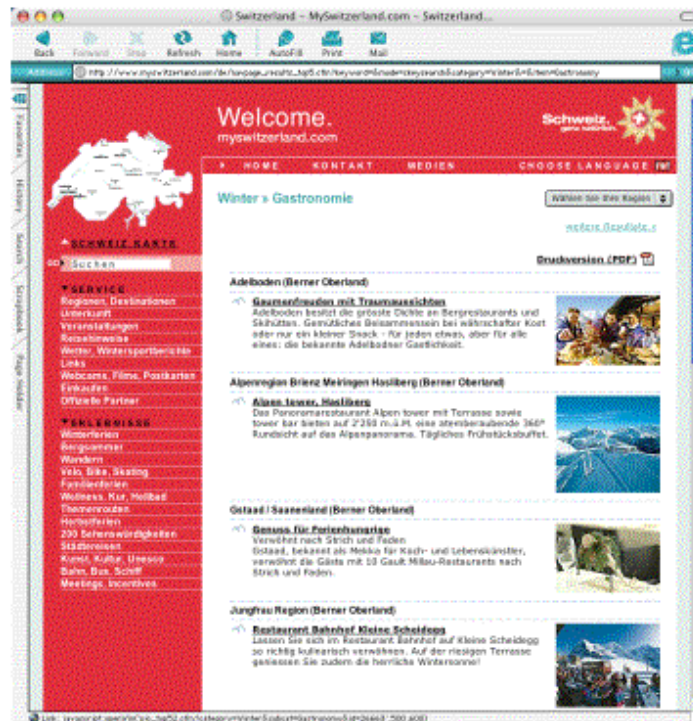 Switzerland – MySwitzerland.com – Switzerland...
Back Forward Stop Refresh Home AutoFill Print Mail
Favorites
History
Search
Scrapbook
Page Holder
Welcome.
myswitzerland.com
Schweiz.
ganz natürlich.
HOME KONTAKT MEDIEN CHOOSE LANGUAGE
SCHWEIZ KARTE
GO Suchen
SERVICE
Regionen, Destinationen
Unterkunft
Veranstaltungen
Reisehinweise
Wetter, Wintersportberichte
Links
Webcams, Filme, Postkarten
Einkaufen
Offizielle Partner
ERLEBNISSE
Winterferien
Bergsommer
Wandern
Velo, Bike, Skating
Familienferien
Wellness, Kur, Heilbad
Themenrouten
Herbstferien
200 Sehenswürdigkeiten
Städtereisen
Kunst, Kultur, Unesco
Bahn, Bus, Schiff
Meetings, Incentives
Winter » Gastronomie
Wählen Sie Ihre Region
weitere Resultate »
Druckversion (PDF)
Adelboden (Berner Oberland)
Gaumenfreuden mit Traumaussichten
Adelboden besitzt die grösste Dichte an Bergrestaurants und
Skihütten. Gemütliches Beisammensein bei währschafter Kost
oder nur ein kleiner Snack - für jeden etwas, aber für alle
eines: die bekannte Adelbodner Gastlichkeit.
Alpenregion Brienz Meiringen Hasliberg (Berner Oberland)
Alpen tower, Hasliberg
Das Panoramarestaurant Alpen tower mit Terrasse sowie
tower bar bieten auf 2'250 m.ü.M. eine atemberaubende 360°
Rundsicht auf das Alpenpanorama. Tägliches Frühstücksbuffet.
Gstaad / Saanenland (Berner Oberland)
Genuss für Ferienhungrige
Verwöhnt nach Strich und Faden
Gstaad, bekannt als Mekka für Koch- und Lebenskünstler,
verwöhnt die Gäste mit 10 Gault Millau-Restaurants nach
Strich und Faden.
Jungfrau Region (Berner Oberland)
Restaurant Bahnhof Kleine Scheidegg
Lassen Sie sich im Restaurant Bahnhof auf Kleine Scheidegg
so richtig kulinarisch verwöhnen. Auf der riesigen Terrasse
geniessen Sie zudem die herrliche Wintersonne!